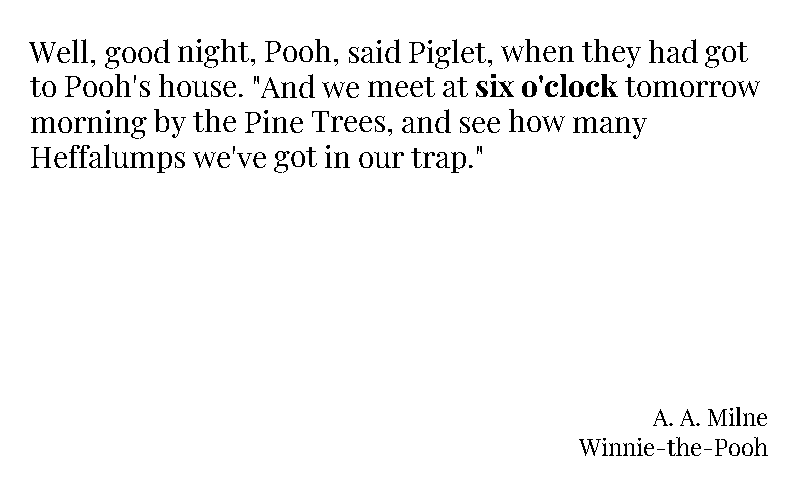 Well, good night, Pooh, said Piglet, when they had got
to Pooh's house. "And we meet at six o'clock tomorrow
morning by the Pine Trees, and see how many
Heffalumps we've got in our trap."
A. A. Milne
Winnie-the-Pooh